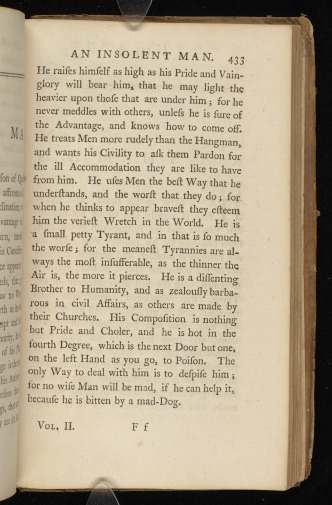 AN INSOLENT MAN. 433
He raiſes himſelf as high as his Pride and Vain-
glory will bear him, that he may light the
heavier upon thoſe that are under him ; for he
never meddles with others, unleſs he is ſure of
the Advantage, and knows how to come off.
He treats Men more rudely than the Hangman,
and wants his Civility to aſk them Pardon for
the ill Accommodation they are like to have
from him. He uſes Men the beſt Way that he
underſtands, and the worſt that they do ; for
when he thinks to appear braveſt they eſteem
him the verieſt Wretch in the World. He is
a ſmall petty Tyrant, and in that is ſo much
the worſe ; for the meaneſt Tyrannies are al-
ways the moſt inſufferable, as the thinner the
Air is, the more it pierces. He is a diſſenting
Brother to Humanity, and as zealouſly barba-
rous in civil Affairs, as others are made by
their Churches. His Compoſition is nothing
but Pride and Choler, and he is hot in the
fourth Degree, which is the next Door but one,
on the left Hand as you go, to Poiſon. The
only Way to deal with him is to deſpiſe him ;
for no wiſe Man will be mad, if he can help it,
becauſe he is bitten by a mad-Dog.
VOL. II. F f